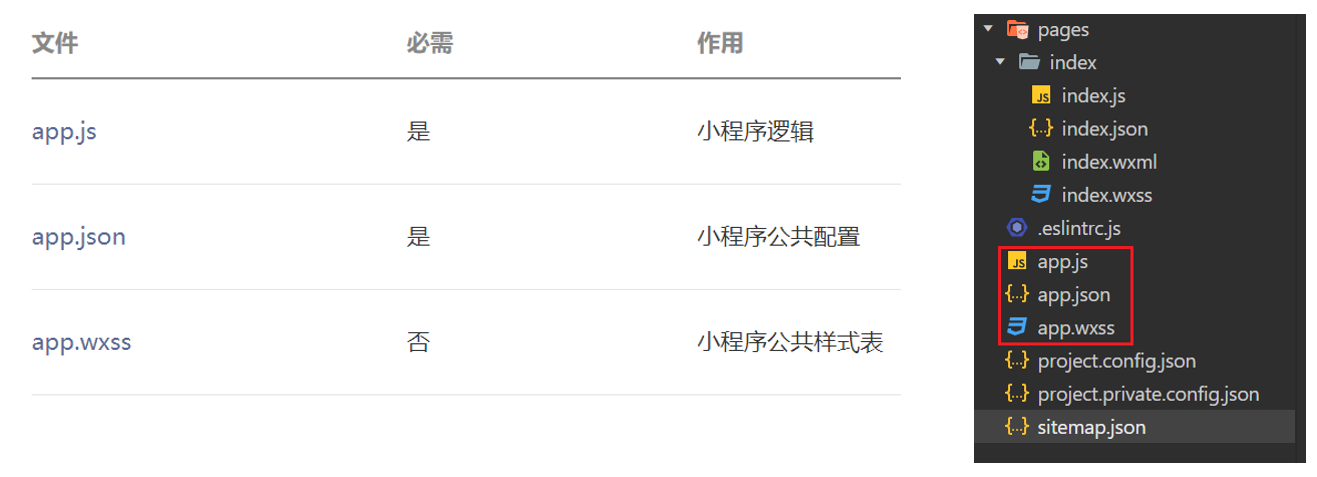 文件 必需 作用
app.js 是 小程序逻辑
app.json 是 小程序公共配置
app.wxss 否 小程序公共样式表
pages
index
index.js
index.json
index.wxml
index.wxss
.eslintrc.js
app.js
app.json
app.wxss
project.config.json
project.private.config.json
sitemap.json